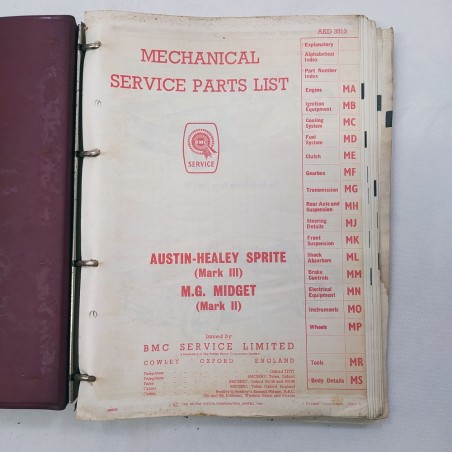 AKD 3513
MECHANICAL
SERVICE PARTS LIST
BMC
SERVICE
AUSTIN-HEALEY SPRITE
(Mark III)
M.G. MIDGET
(Mark II)
issued by
BMC SERVICE LIMITED
COWLEY OXFORD ENGLAND
Explanatory
Alphabetical
Index
Part Number
Index
Engine MA
Ignition
Equipment MB
Cooling
System MC
Fuel
System MD
Clutch ME
Gearbox MF
Transmission MG
Rear Axle and
Suspension MH
Steering
Details MJ
Front
Suspension MK
Shock
Absorbers ML
Brake
Controls MM
Electrical
Equipment MN
Instruments MO
Wheels MP
Tools MR
Body Details MS